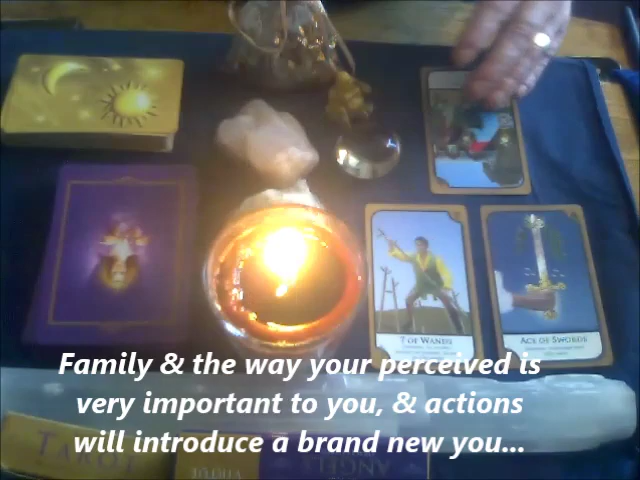 7 OF WANDS
ACE OF SWORDS
Family & the way your perceived is
very important to you, & actions
will introduce a brand new you...
TAROT
ANGEL